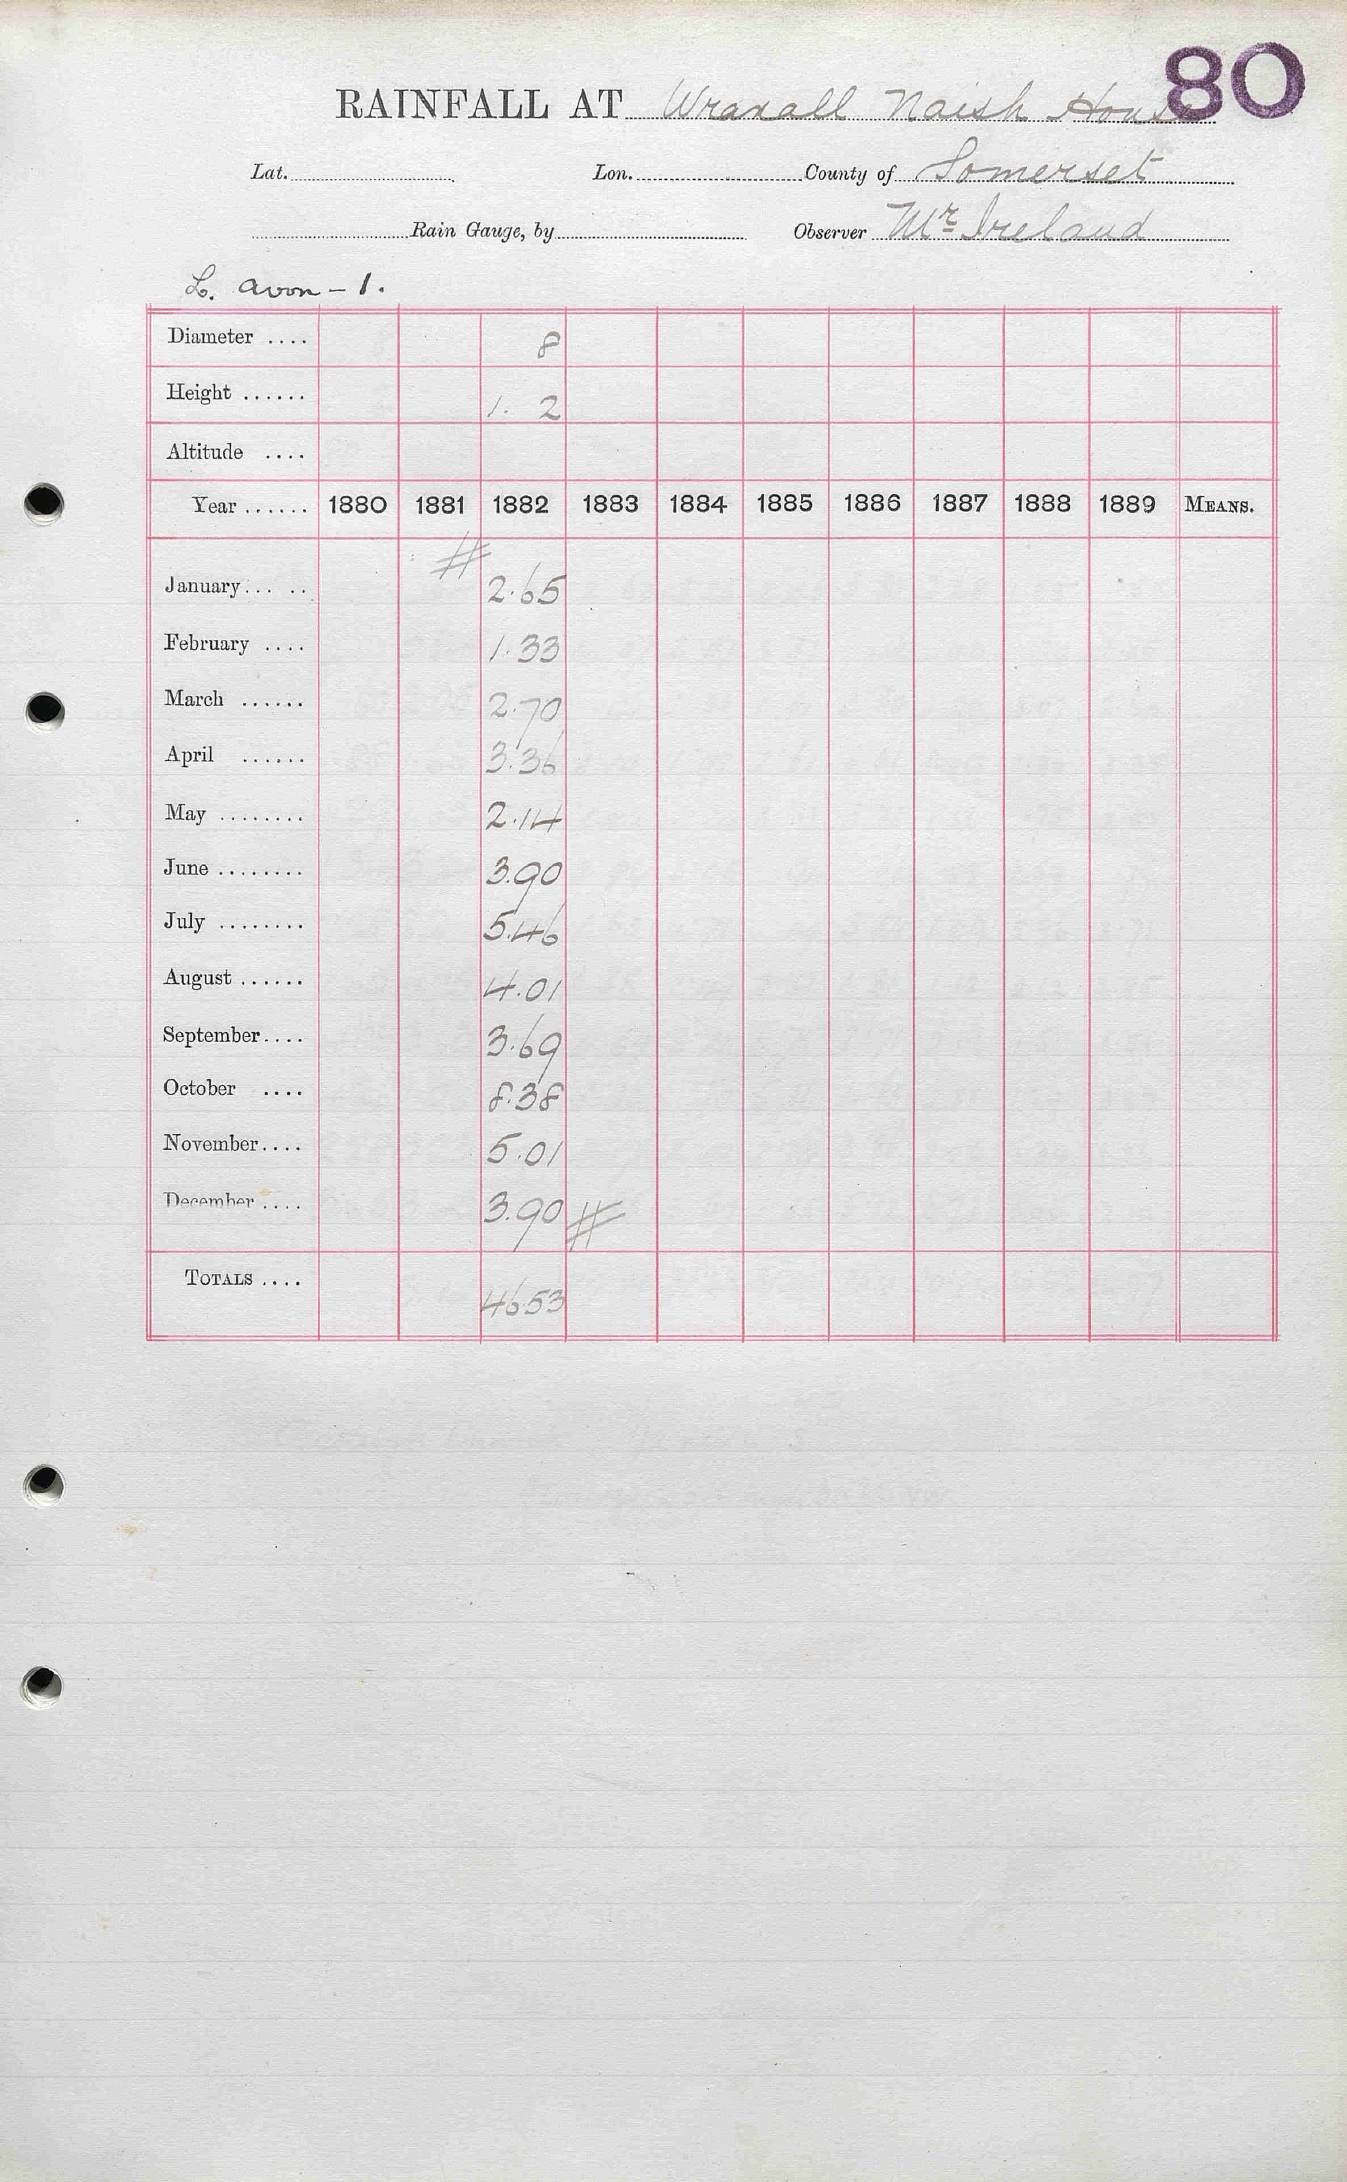 80
RAINFALL AT Wraxall Naish House
Lat. Lon. County of Somerset
Rain Gauge, by Observer Mr Ireland
L. Avon - 1.
Diameter .... 8
Height ...... 1. 2
Altitude ....
Year ...... 1880 1881 1882 1883 1884 1885 1886 1887 1888 1889 MEANS.
#
January... .. 2.65
February .... 1.33
March ...... 2.70
April ...... 3.36
May ........ 2.14
June ........ 3.90
July ........ 5.46
August ...... 4.01
September.... 3.69
October .... 8.38
November.... 5.01
December .... 3.90 #
TOTALS .... 46.53